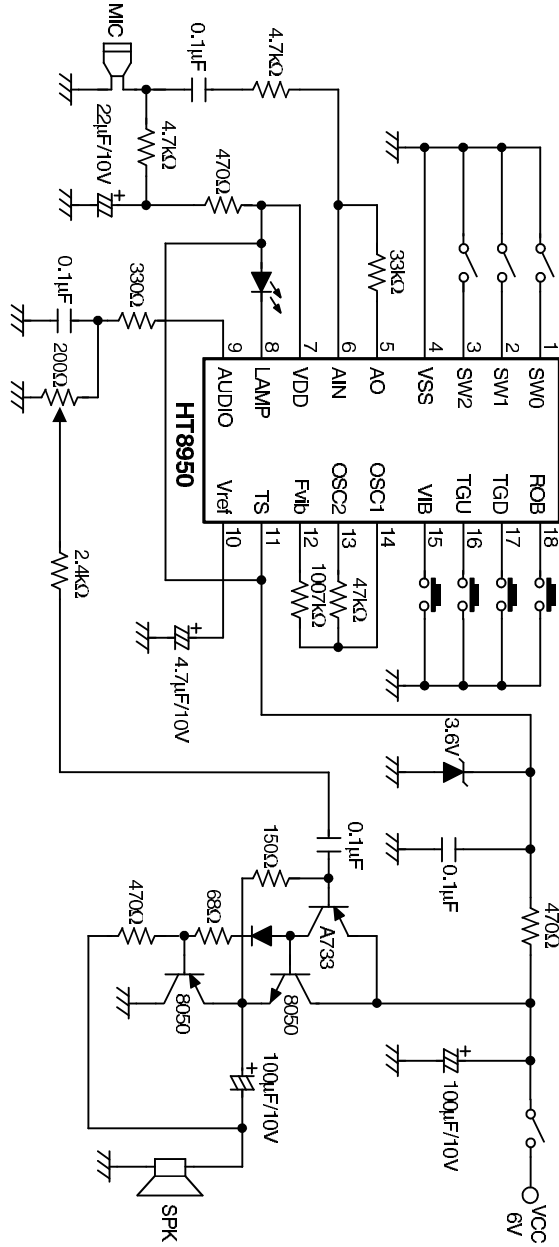 MIC
0.1µF
4.7kΩ
22µF/10V
4.7kΩ
470Ω
33kΩ
0.1µF
330Ω
200Ω
9
8
7
6
5
4
3
2
1
AUDIO
LAMP
VDD
AIN
AO
VSS
SW2
SW1
SW0
HT8950
Vref
TS
Fvib
OSC2
OSC1
VIB
TGU
TGD
ROB
10
11
12
13
14
15
16
17
18
2.4kΩ
4.7µF/10V
1007kΩ
47kΩ
3.6V
0.1µF
150Ω
0.1µF
470Ω
470Ω
68Ω
A733
8050
8050
100µF/10V
100µF/10V
SPK
VCC
6V